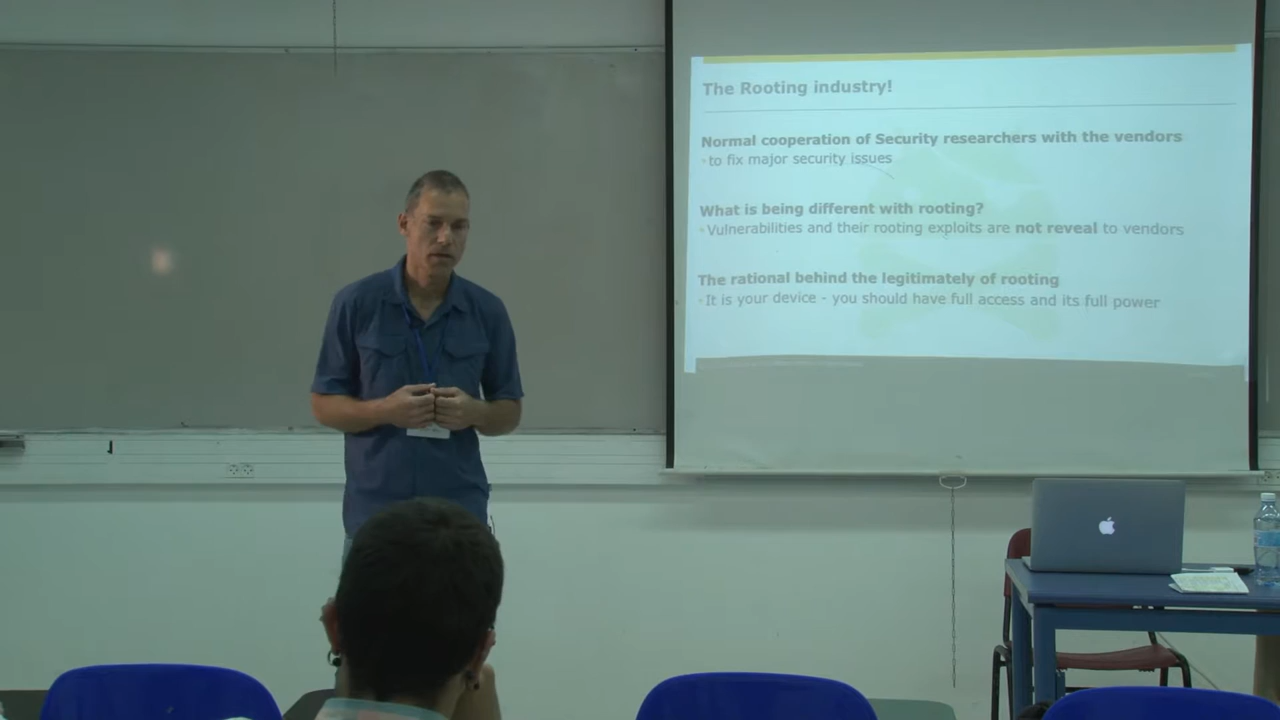 The Rooting industry!
Normal cooperation of Security researchers with the vendors
to fix major security issues
What is being different with rooting?
Vulnerabilities and their rooting exploits are not reveal to vendors
The rational behind the legitimately of rooting
It is your device - you should have full access and its full power